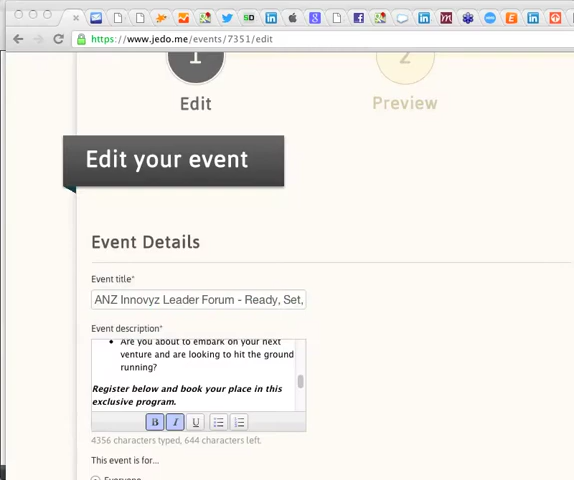 https://www.jedo.me/events/7351/edit
1
2
Edit
Preview
Edit your event
Event Details
Event title*
ANZ Innovyz Leader Forum - Ready, Set,
Event description*
• Are you about to embark on your next
venture and are looking to hit the ground
running?
Register below and book your place in this
exclusive program.
B I U
4356 characters typed, 644 characters left.
This event is for...
Everyone